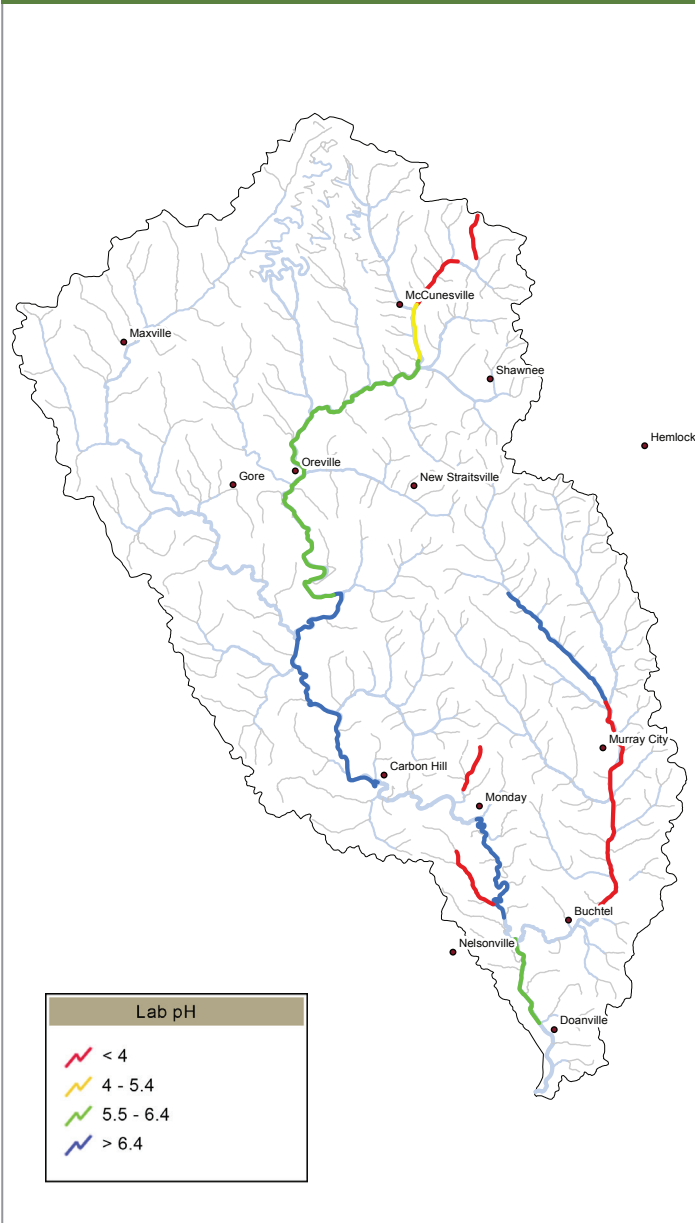 McCunesville
Maxville
Shawnee
Hemlock
Oreville
Gore
New Straitsville
Murray City
Carbon Hill
Monday
Buchtel
Nelsonville
Doanville
Lab pH
< 4
4 - 5.4
5.5 - 6.4
> 6.4